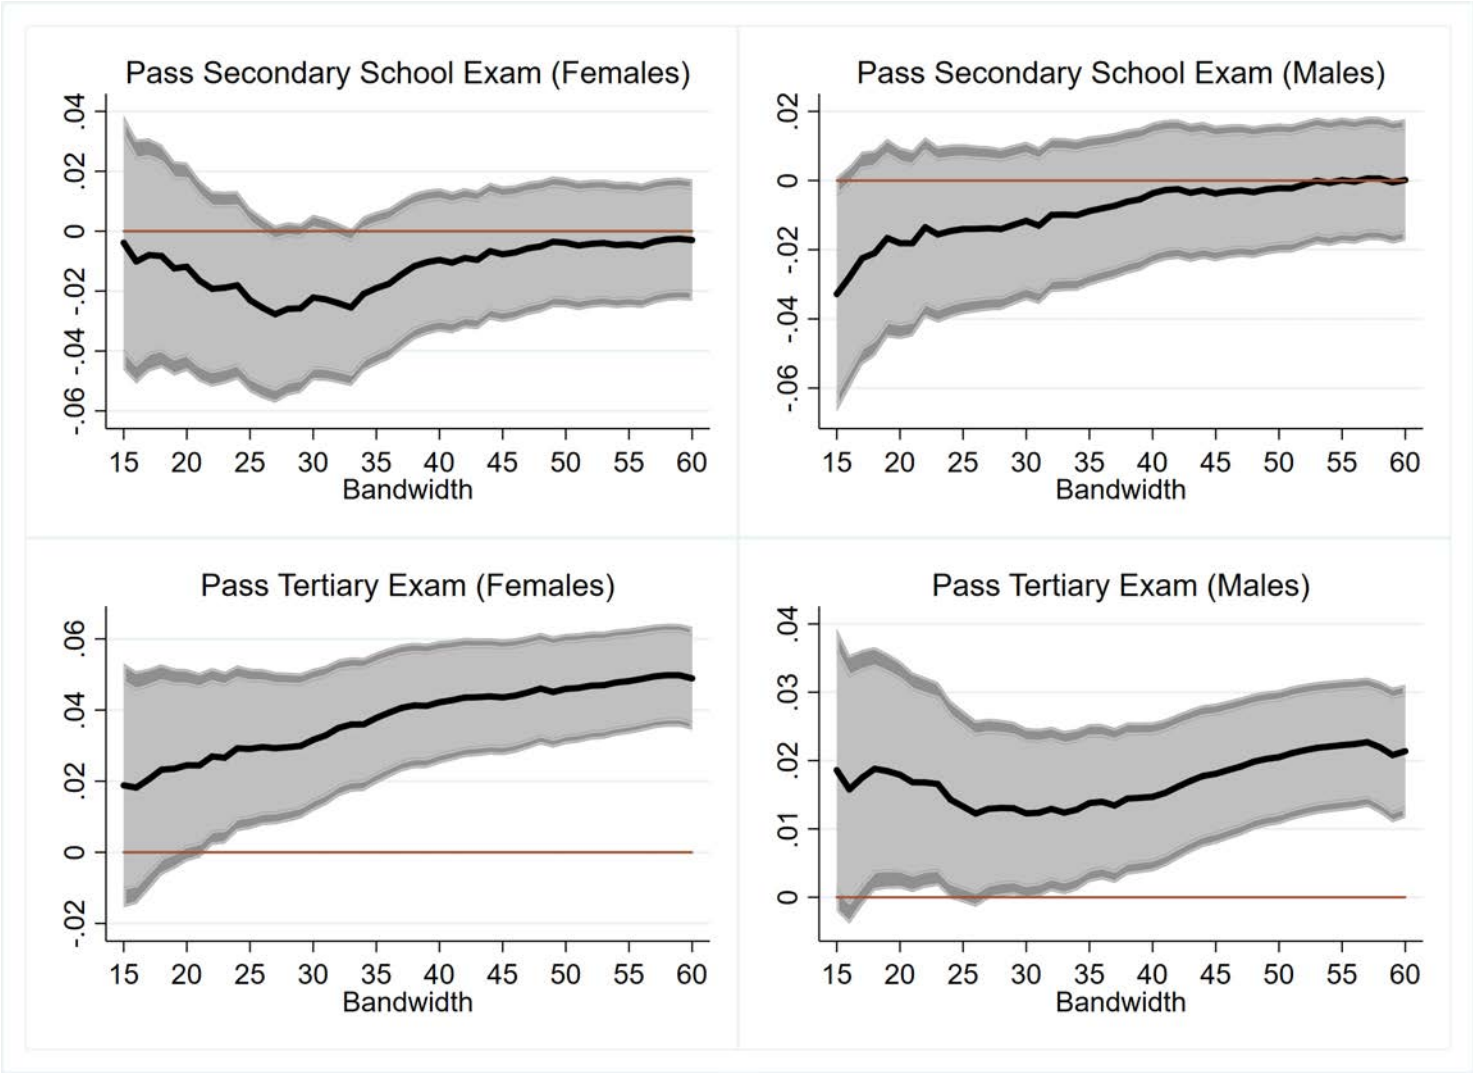 Pass Secondary School Exam (Females)
.04
.02
0
-.02
-.04
-.06
15 20 25 30 35 40 45 50 55 60
Bandwidth
Pass Secondary School Exam (Males)
.02
0
-.02
-.04
-.06
15 20 25 30 35 40 45 50 55 60
Bandwidth
Pass Tertiary Exam (Females)
.06
.04
.02
0
-.02
15 20 25 30 35 40 45 50 55 60
Bandwidth
Pass Tertiary Exam (Males)
.04
.03
.02
.01
0
15 20 25 30 35 40 45 50 55 60
Bandwidth